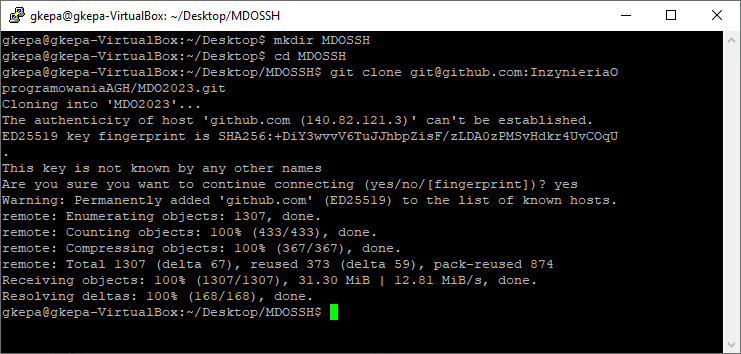 gkepa@gkepa-VirtualBox: ~/Desktop/MDOSSH
gkepa@gkepa-VirtualBox:~/Desktop$ mkdir MDOSSH
gkepa@gkepa-VirtualBox:~/Desktop$ cd MDOSSH
gkepa@gkepa-VirtualBox:~/Desktop/MDOSSH$ git clone git@github.com:InzynieriaO
programowaniaAGH/MDO2023.git
Cloning into 'MDO2023'...
The authenticity of host 'github.com (140.82.121.3)' can't be established.
ED25519 key fingerprint is SHA256:+DiY3wvvV6TuJJhbpZisF/zLDA0zPMSvHdkr4UvCOqU
.
This key is not known by any other names
Are you sure you want to continue connecting (yes/no/[fingerprint])? yes
Warning: Permanently added 'github.com' (ED25519) to the list of known hosts.
remote: Enumerating objects: 1307, done.
remote: Counting objects: 100% (433/433), done.
remote: Compressing objects: 100% (367/367), done.
remote: Total 1307 (delta 67), reused 373 (delta 59), pack-reused 874
Receiving objects: 100% (1307/1307), 31.30 MiB | 12.81 MiB/s, done.
Resolving deltas: 100% (168/168), done.
gkepa@gkepa-VirtualBox:~/Desktop/MDOSSH$